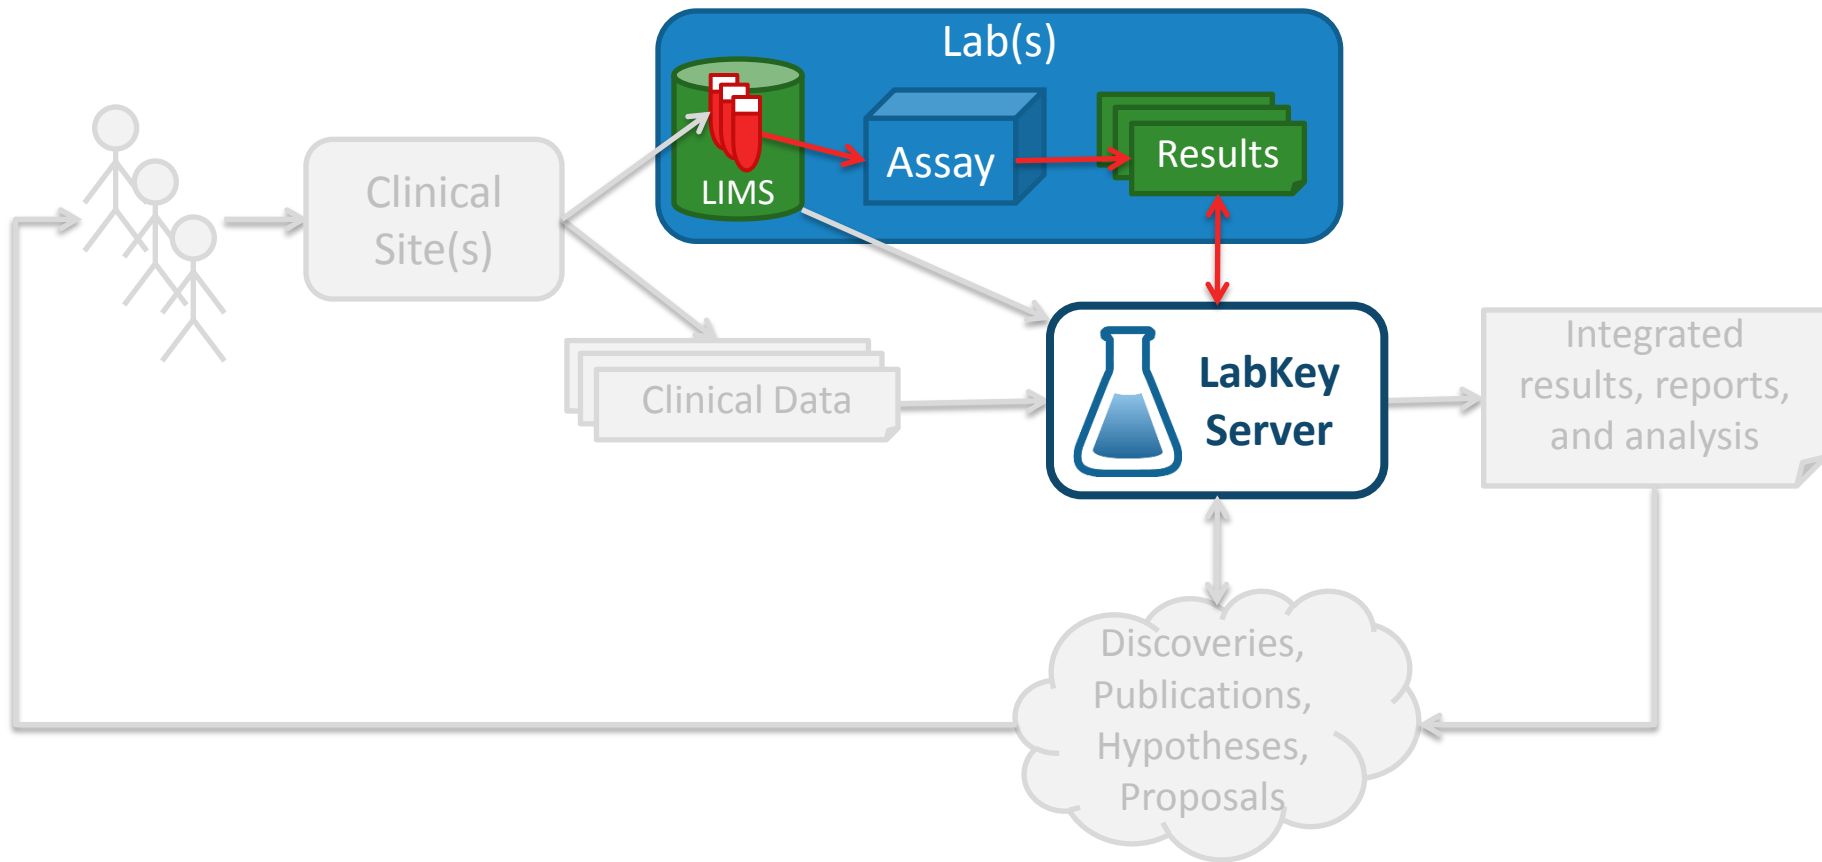 Lab(s)
LIMS
Assay
Results
Clinical
Site(s)
Clinical Data
LabKey
Server
Integrated
results, reports,
and analysis
Discoveries,
Publications,
Hypotheses,
Proposals